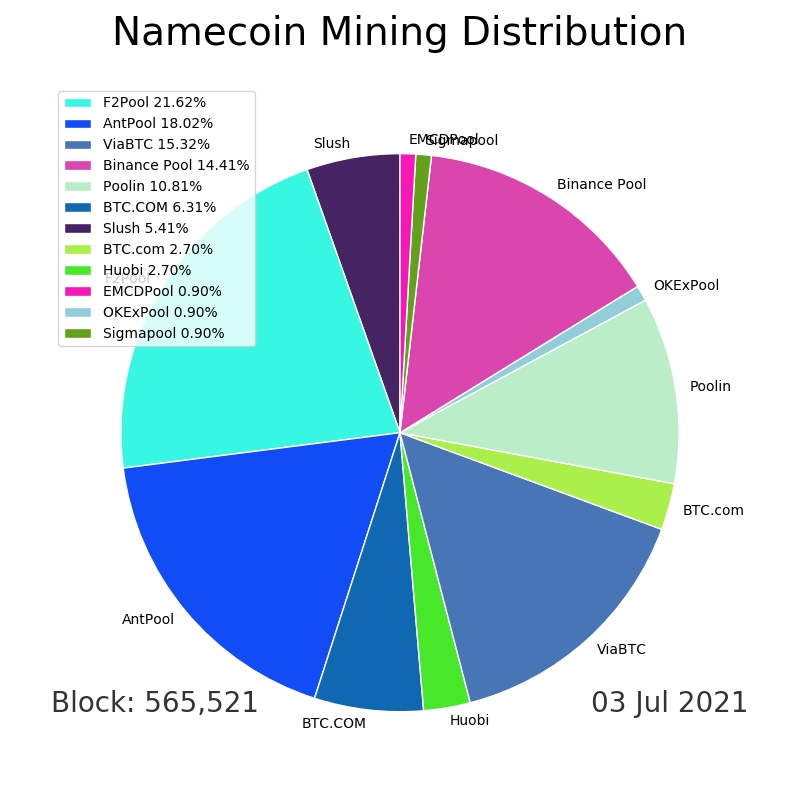 Namecoin Mining Distribution
F2Pool 21.62%
AntPool 18.02%
ViaBTC 15.32%
Binance Pool 14.41%
Poolin 10.81%
BTC.COM 6.31%
Slush 5.41%
BTC.com 2.70%
Huobi 2.70%
EMCDPool 0.90%
OKExPool 0.90%
Sigmapool 0.90%
Slush
EMCDPool
Sigmapool
Binance Pool
OKExPool
F2Pool
Poolin
BTC.com
AntPool
ViaBTC
BTC.COM
Huobi
Block: 565,521
03 Jul 2021